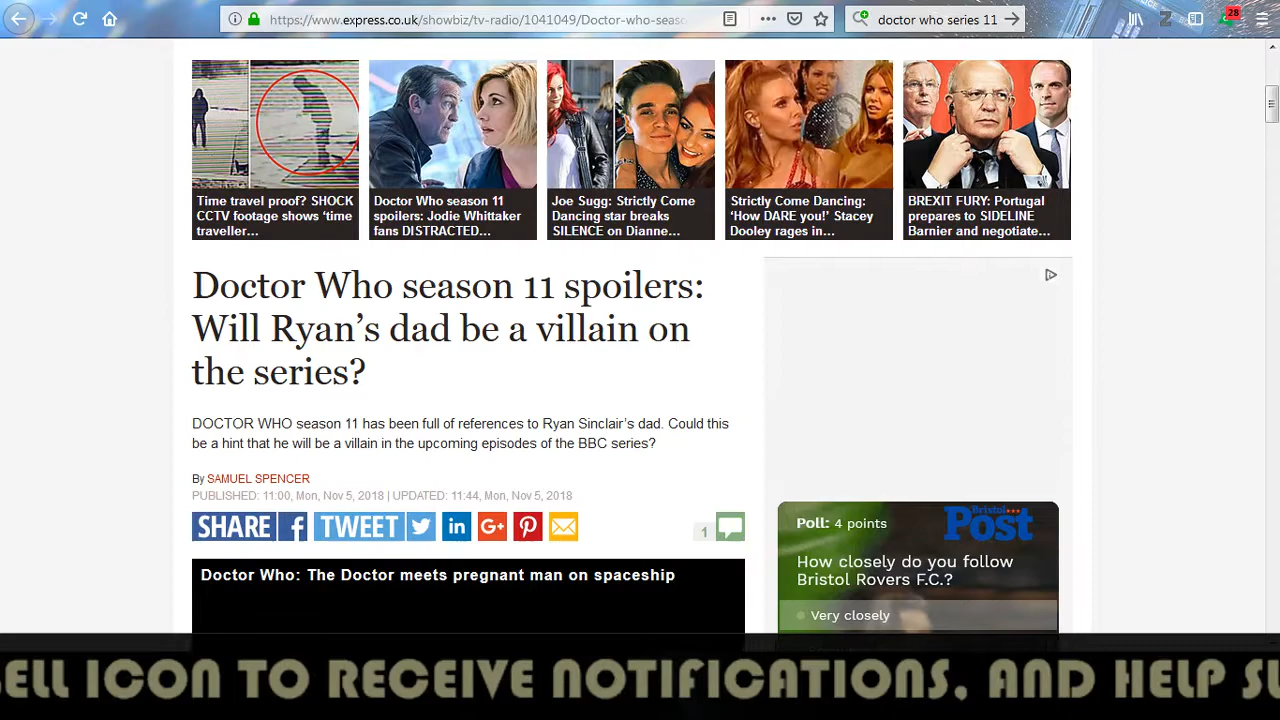 https://www.express.co.uk/showbiz/tv-radio/1041049/Doctor-who-seaso
doctor who series 11
28
Time travel proof? SHOCK
CCTV footage shows ‘time
traveller…
Doctor Who season 11
spoilers: Jodie Whittaker
fans DISTRACTED…
Joe Sugg: Strictly Come
Dancing star breaks
SILENCE on Dianne…
Strictly Come Dancing:
‘How DARE you!’ Stacey
Dooley rages in…
BREXIT FURY: Portugal
prepares to SIDELINE
Barnier and negotiate…
Doctor Who season 11 spoilers:
Will Ryan’s dad be a villain on
the series?
DOCTOR WHO season 11 has been full of references to Ryan Sinclair’s dad. Could this
be a hint that he will be a villain in the upcoming episodes of the BBC series?
By SAMUEL SPENCER
PUBLISHED: 11:00, Mon, Nov 5, 2018 | UPDATED: 11:44, Mon, Nov 5, 2018
SHARE f TWEET in G+
1
Doctor Who: The Doctor meets pregnant man on spaceship
Poll: 4 points
Bristol Post
How closely do you follow
Bristol Rovers F.C.?
Very closely
ELL ICON TO RECEIVE NOTIFICATIONS, AND HELP